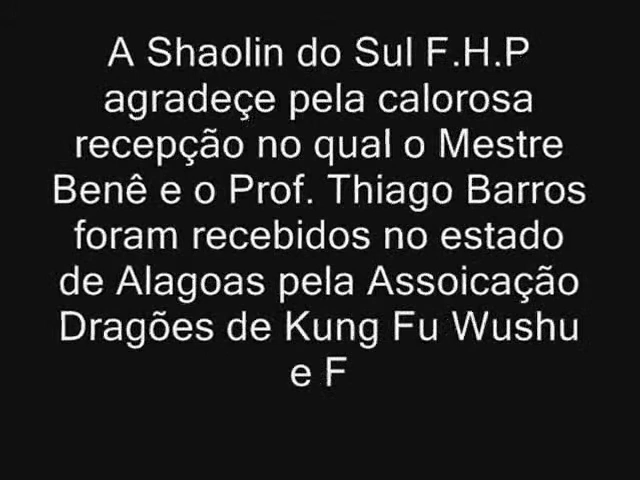 A Shaolin do Sul F.H.P
agradeçe pela calorosa
recepção no qual o Mestre
Benê e o Prof. Thiago Barros
foram recebidos no estado
de Alagoas pela Assoicação
Dragões de Kung Fu Wushu
e F